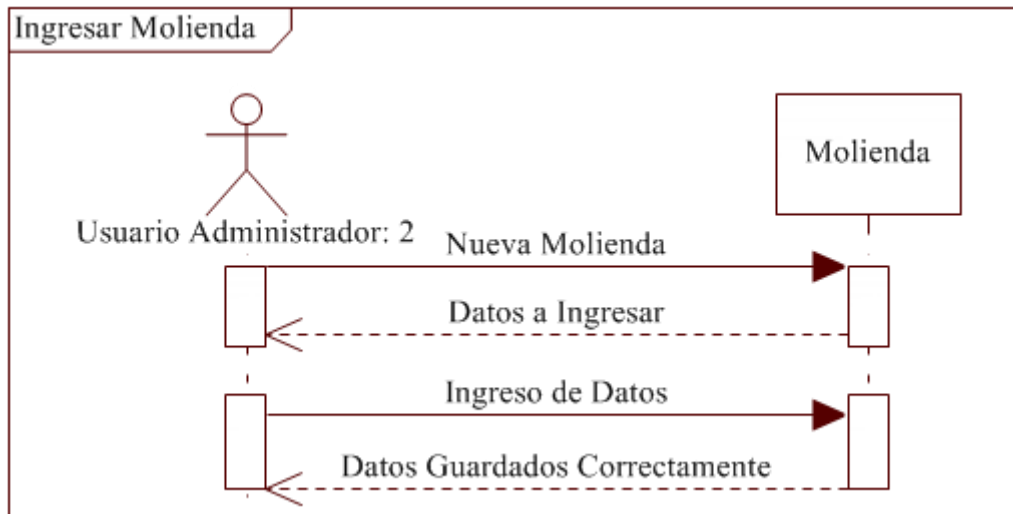 Ingresar Molienda
Molienda
Usuario Administrador: 2
Nueva Molienda
Datos a Ingresar
Ingreso de Datos
Datos Guardados Correctamente